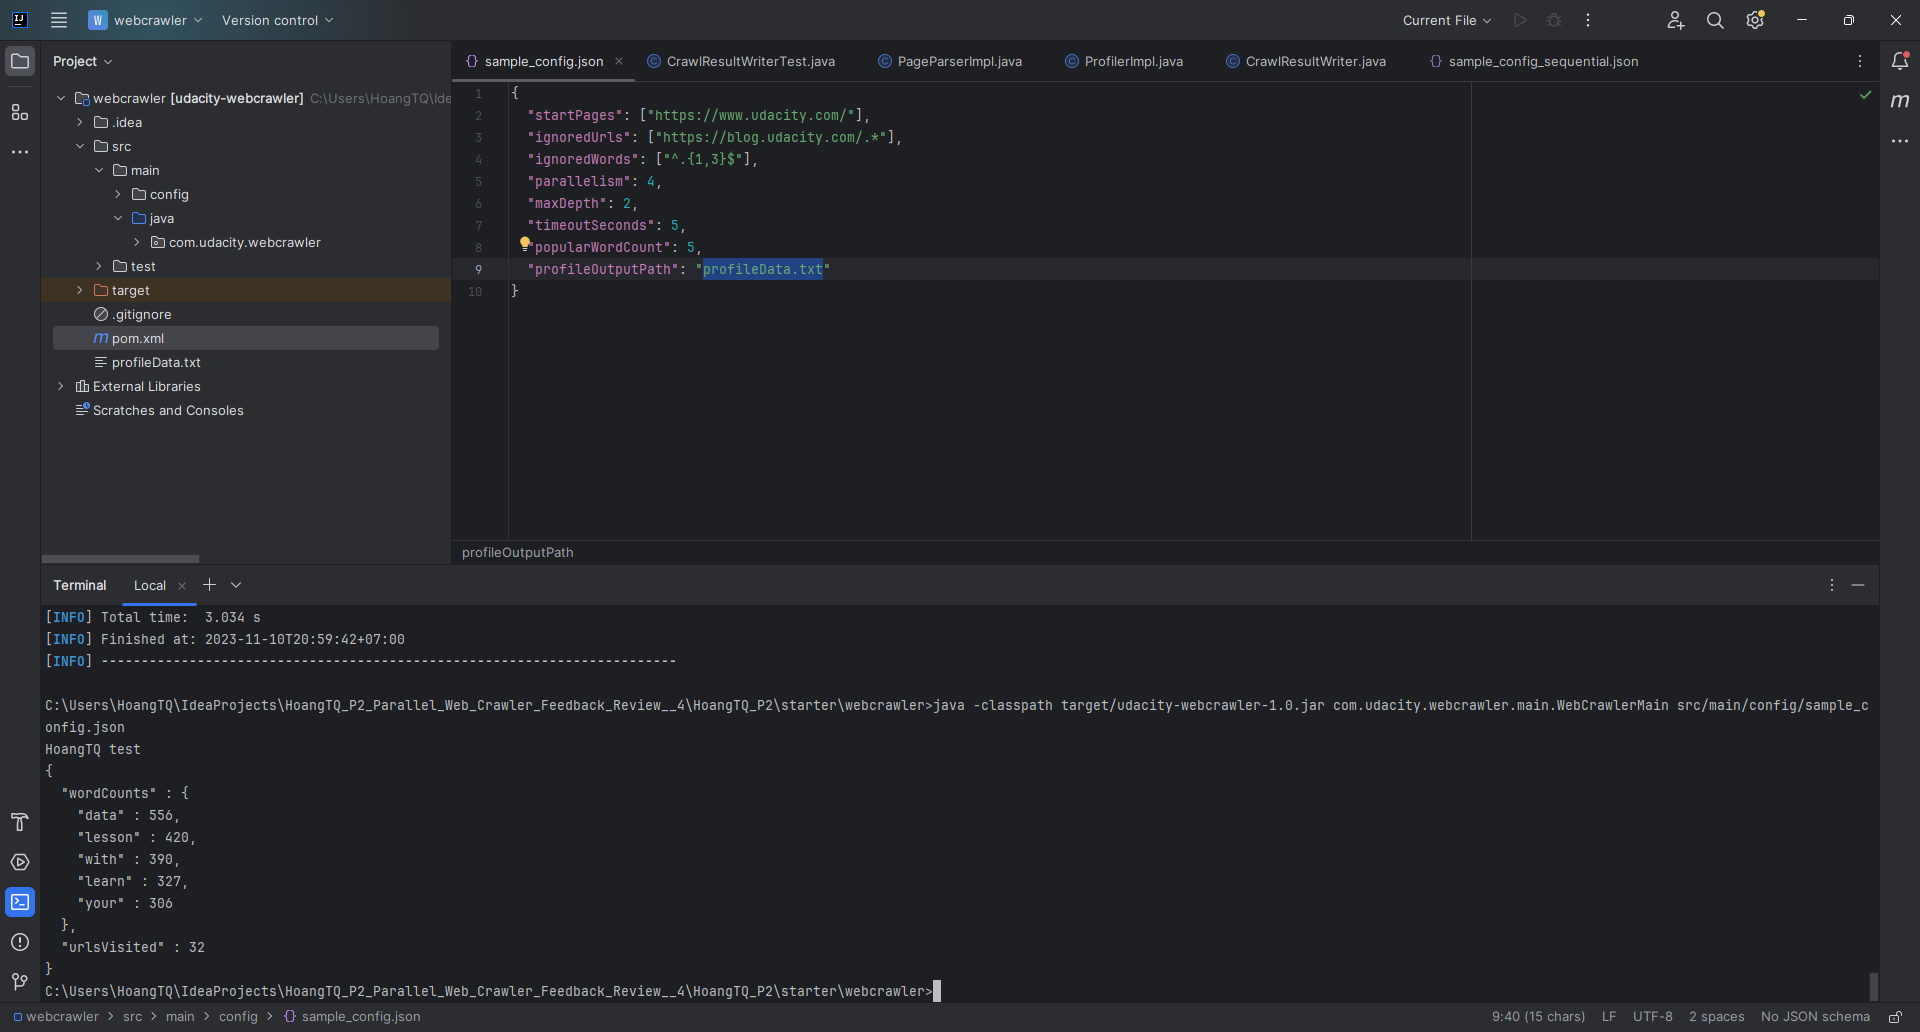 W webcrawler Version control Current File
Project
webcrawler [udacity-webcrawler] C:\Users\HoangTQ\Ide
.idea
src
main
config
java
com.udacity.webcrawler
test
target
.gitignore
m pom.xml
profileData.txt
External Libraries
Scratches and Consoles
{} sample_config.json CrawlResultWriterTest.java PageParserImpl.java ProfilerImpl.java CrawlResultWriter.java {} sample_config_sequential.json
1 {
2 "startPages": ["https://www.udacity.com/"],
3 "ignoredUrls": ["https://blog.udacity.com/.*"],
4 "ignoredWords": ["^.{1,3}$"],
5 "parallelism": 4,
6 "maxDepth": 2,
7 "timeoutSeconds": 5,
8 "popularWordCount": 5,
9 "profileOutputPath": "profileData.txt"
10 }
profileOutputPath
Terminal Local
[INFO] Total time:  3.034 s
[INFO] Finished at: 2023-11-10T20:59:42+07:00
[INFO] ------------------------------------------------------------------------
C:\Users\HoangTQ\IdeaProjects\HoangTQ_P2_Parallel_Web_Crawler_Feedback_Review__4\HoangTQ_P2\starter\webcrawler>java -classpath target/udacity-webcrawler-1.0.jar com.udacity.webcrawler.main.WebCrawlerMain src/main/config/sample_c
onfig.json
HoangTQ test
{
"wordCounts" : {
"data" : 556,
"lesson" : 420,
"with" : 390,
"learn" : 327,
"your" : 306
},
"urlsVisited" : 32
}
C:\Users\HoangTQ\IdeaProjects\HoangTQ_P2_Parallel_Web_Crawler_Feedback_Review__4\HoangTQ_P2\starter\webcrawler>
webcrawler > src > main > config > {} sample_config.json 9:40 (15 chars) LF UTF-8 2 spaces No JSON schema